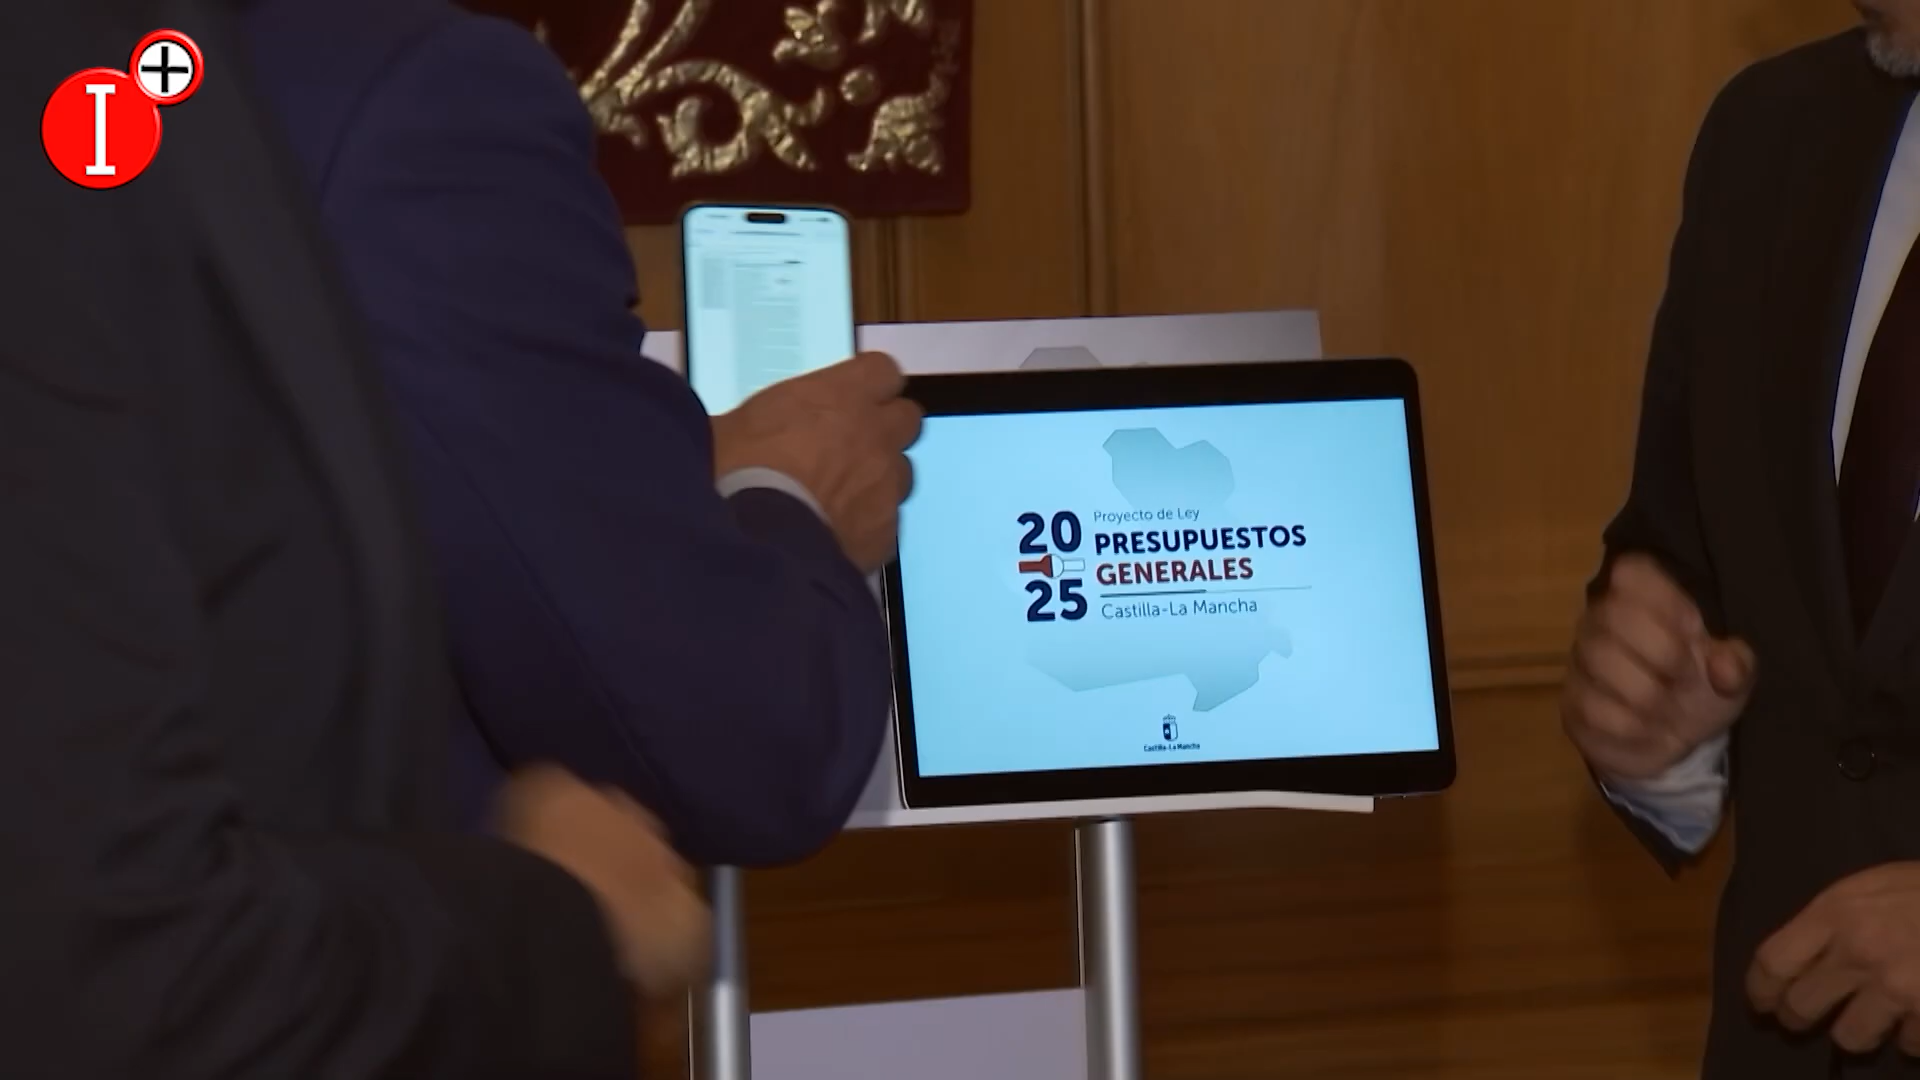 I+
20
25
Proyecto de Ley
PRESUPUESTOS
GENERALES
Castilla-La Mancha
Castilla-La Mancha